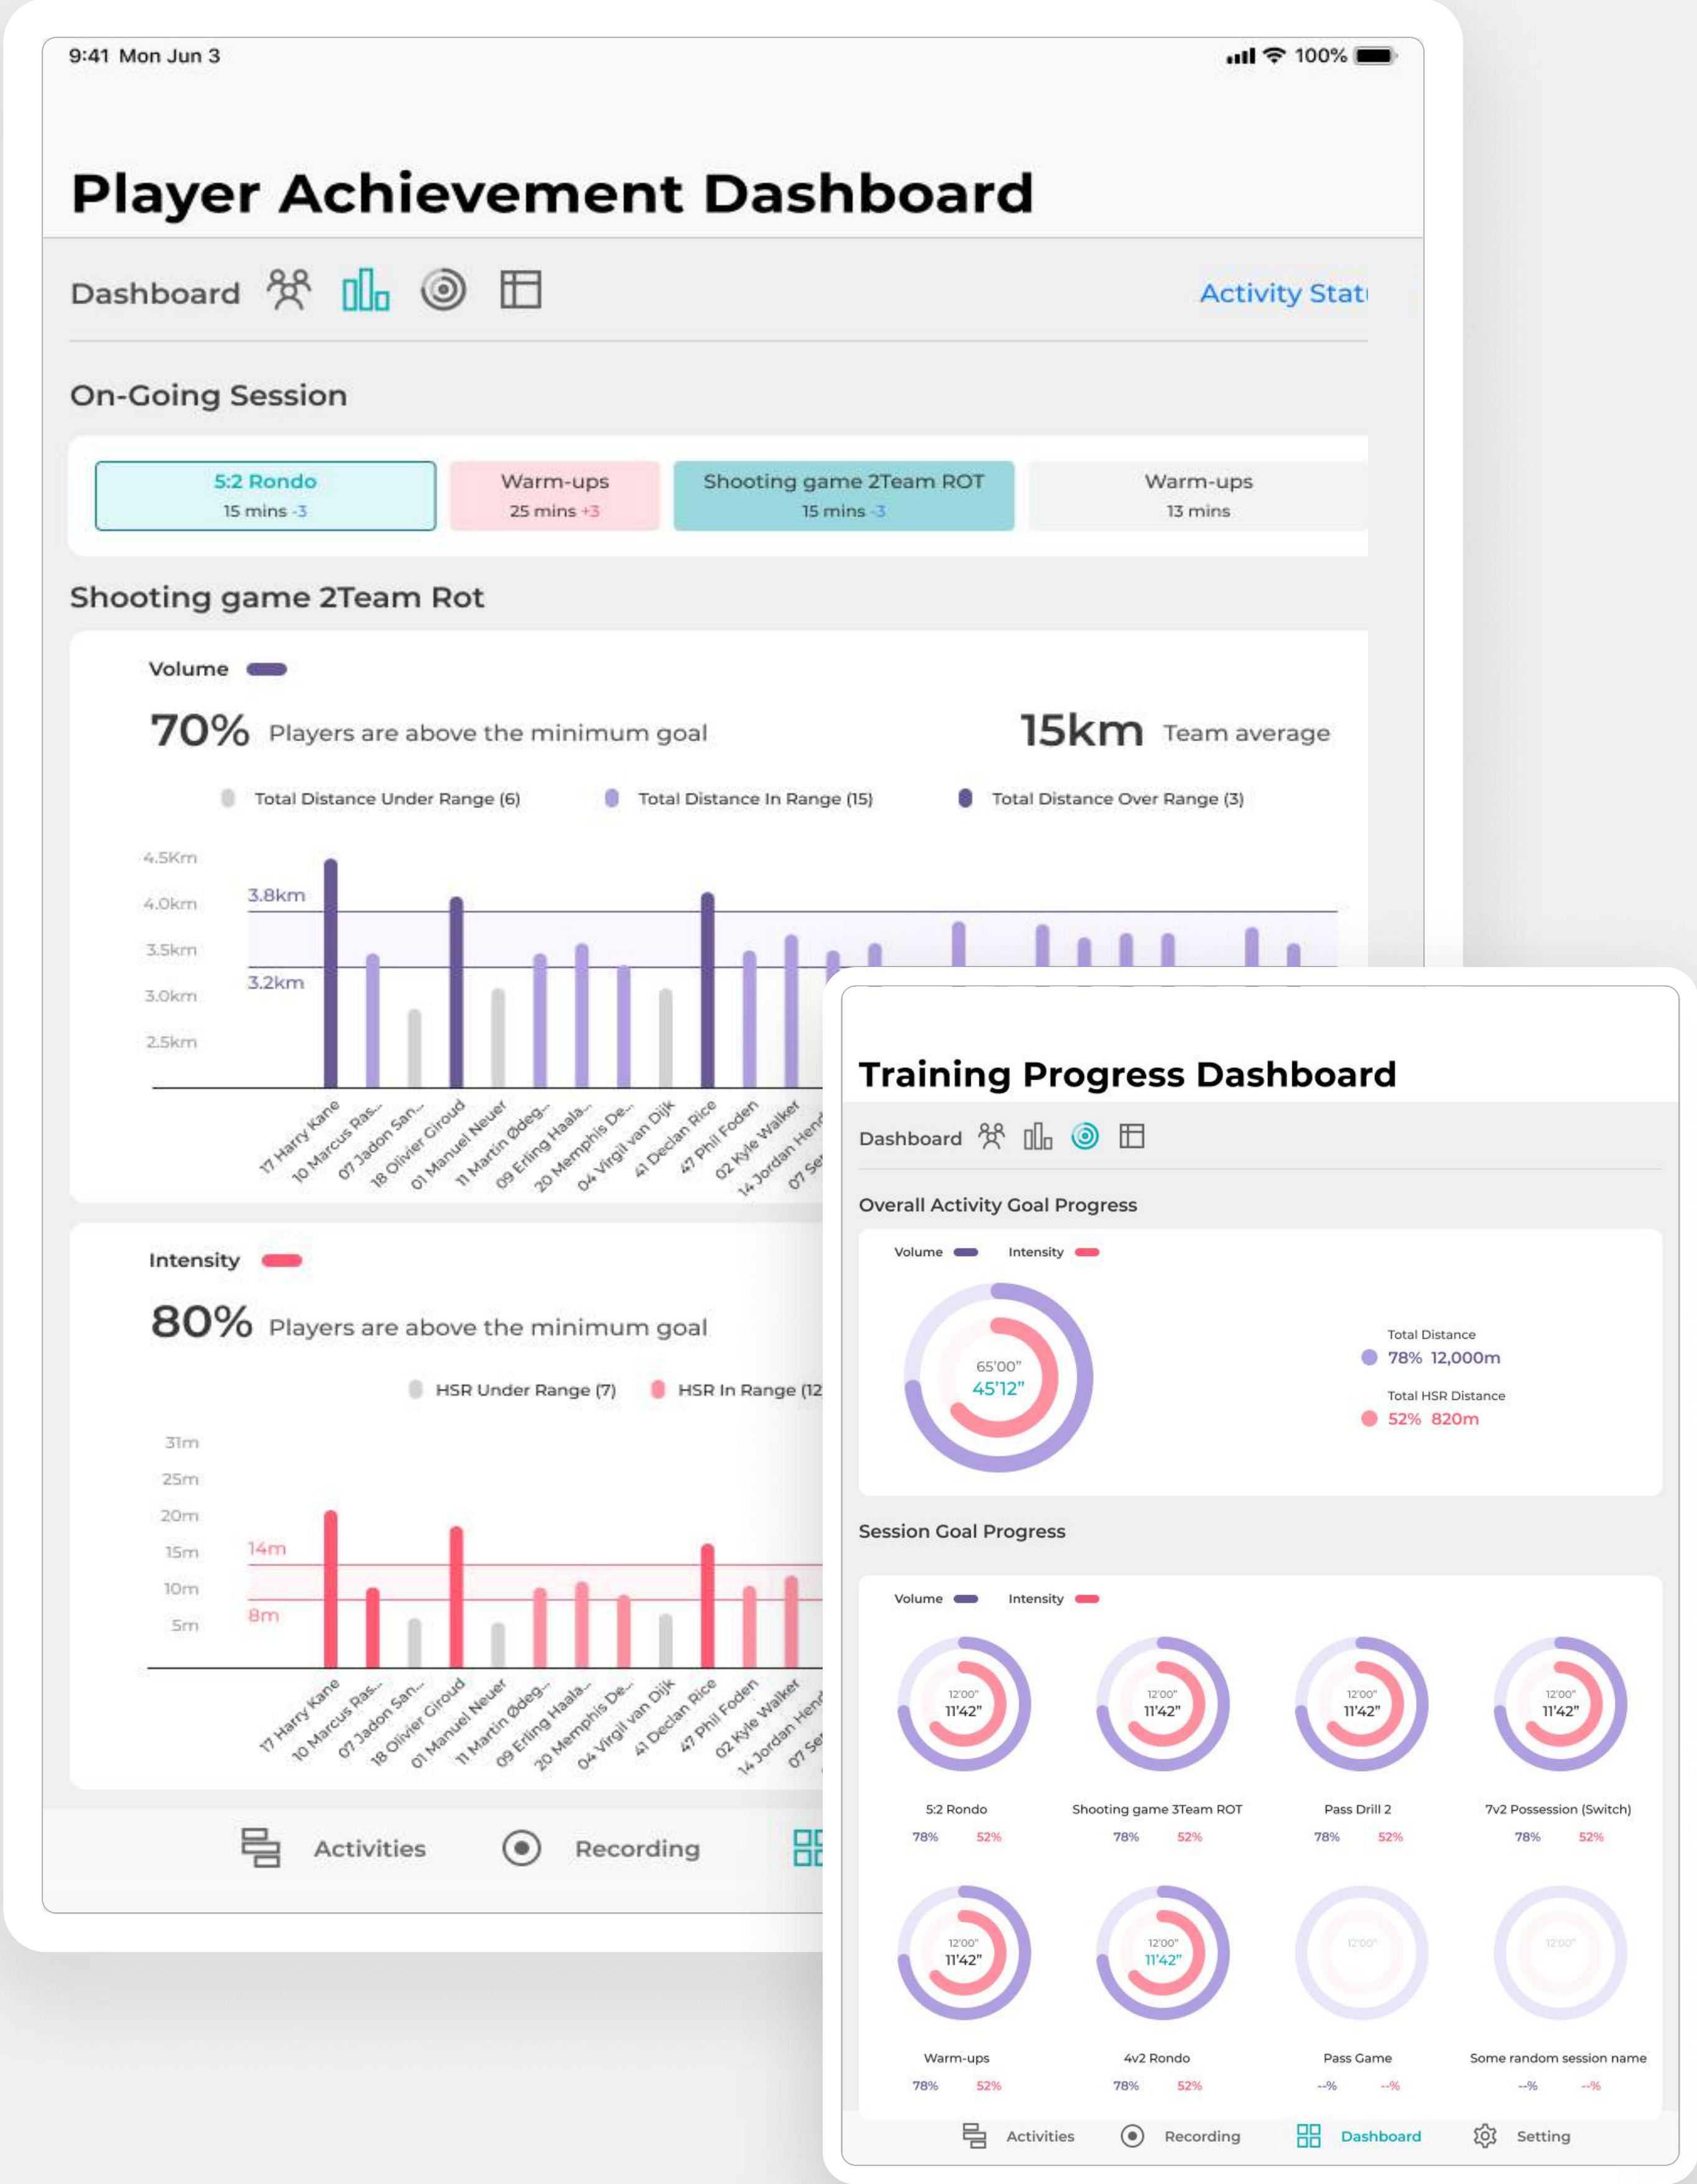 9:41 Mon Jun 3
100%
Player Achievement Dashboard
Dashboard
Activity Stat
On-Going Session
5:2 Rondo
15 mins -3
Warm-ups
25 mins +3
Shooting game 2Team ROT
15 mins -3
Warm-ups
13 mins
Shooting game 2Team Rot
Volume
70% Players are above the minimum goal
15km Team average
Total Distance Under Range (6)
Total Distance In Range (15)
Total Distance Over Range (3)
4.5Km
4.0km
3.5km
3.0km
2.5km
3.8km
3.2km
17 Harry Kane
10 Marcus Ras...
07 Jadon San...
18 Olivier Giroud
01 Manuel Neuer
11 Martin Ødeg...
09 Erling Haala...
20 Memphis De...
04 Virgil van Dijk
41 Declan Rice
47 Phil Foden
02 Kyle Walker
14 Jordan Hend
07 Se
Intensity
80% Players are above the minimum goal
HSR Under Range (7)
HSR In Range (12
31m
25m
20m
15m
10m
5m
14m
8m
17 Harry Kane
10 Marcus Ras...
07 Jadon San...
18 Olivier Giroud
01 Manuel Neuer
11 Martin Ødeg...
09 Erling Haala...
20 Memphis De...
04 Virgil van Dijk
41 Declan Rice
47 Phil Foden
02 Kyle Walker
14 Jordan Hend
07 Se
Activities
Recording
Training Progress Dashboard
Dashboard
Overall Activity Goal Progress
Volume
Intensity
65'00"
45'12"
Total Distance
78% 12,000m
Total HSR Distance
52% 820m
Session Goal Progress
Volume
Intensity
12'00"
11'42"
5:2 Rondo
78% 52%
12'00"
11'42"
Shooting game 3Team ROT
78% 52%
12'00"
11'42"
Pass Drill 2
78% 52%
12'00"
11'42"
7v2 Possession (Switch)
78% 52%
12'00"
11'42"
Warm-ups
78% 52%
12'00"
11'42"
4v2 Rondo
78% 52%
12'00"
Pass Game
--% --%
12'00"
Some random session name
--% --%
Activities
Recording
Dashboard
Setting